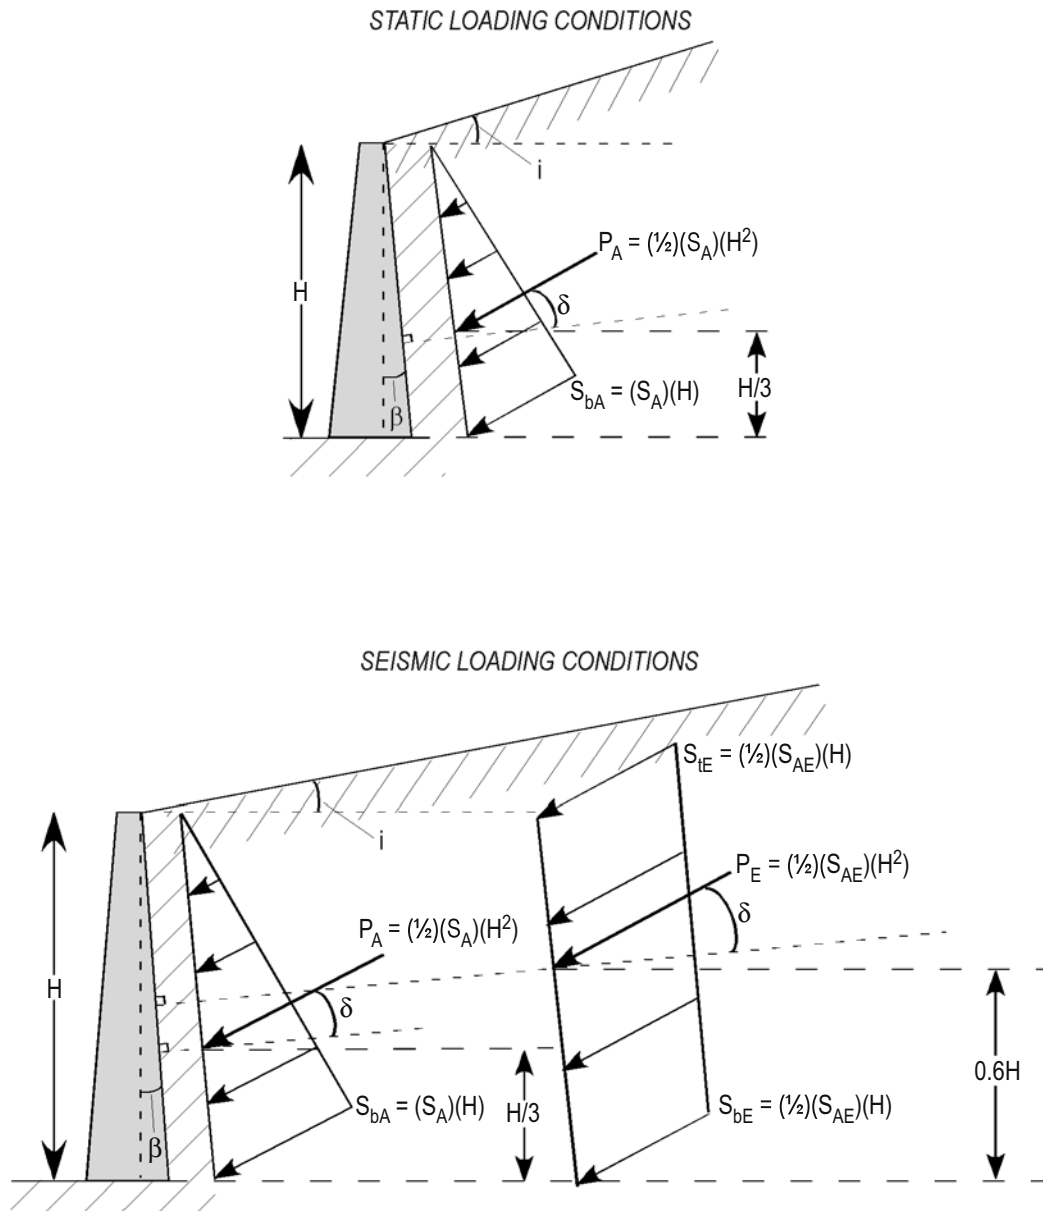 STATIC LOADING CONDITIONS
i
P_A = (½)(S_A)(H²)
H
δ
S_bA = (S_A)(H)
H/3
β
SEISMIC LOADING CONDITIONS
S_tE = (½)(S_AE)(H)
i
P_E = (½)(S_AE)(H²)
δ
P_A = (½)(S_A)(H²)
H
δ
0.6H
S_bA = (S_A)(H)
H/3
S_bE = (½)(S_AE)(H)
β